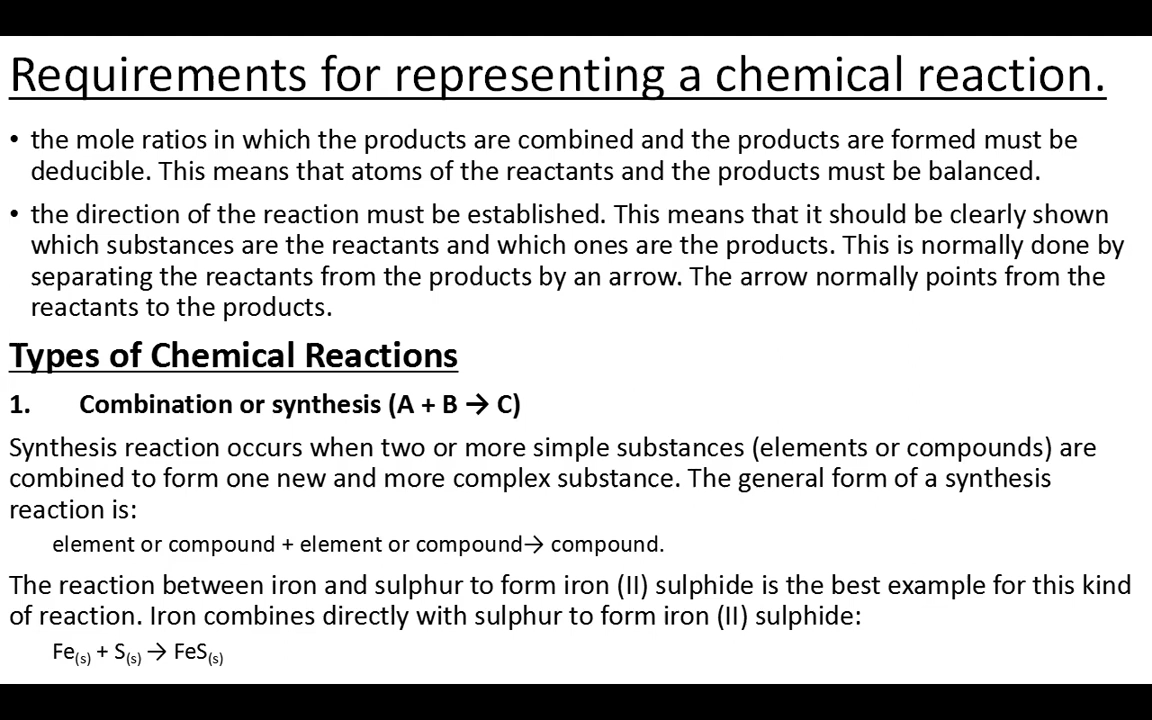 Requirements for representing a chemical reaction.
• the mole ratios in which the products are combined and the products are formed must be
deducible. This means that atoms of the reactants and the products must be balanced.
• the direction of the reaction must be established. This means that it should be clearly shown
which substances are the reactants and which ones are the products. This is normally done by
separating the reactants from the products by an arrow. The arrow normally points from the
reactants to the products.
Types of Chemical Reactions
1. Combination or synthesis (A + B → C)
Synthesis reaction occurs when two or more simple substances (elements or compounds) are
combined to form one new and more complex substance. The general form of a synthesis
reaction is:
element or compound + element or compound→ compound.
The reaction between iron and sulphur to form iron (II) sulphide is the best example for this kind
of reaction. Iron combines directly with sulphur to form iron (II) sulphide:
Fe(s) + S(s) → FeS(s)